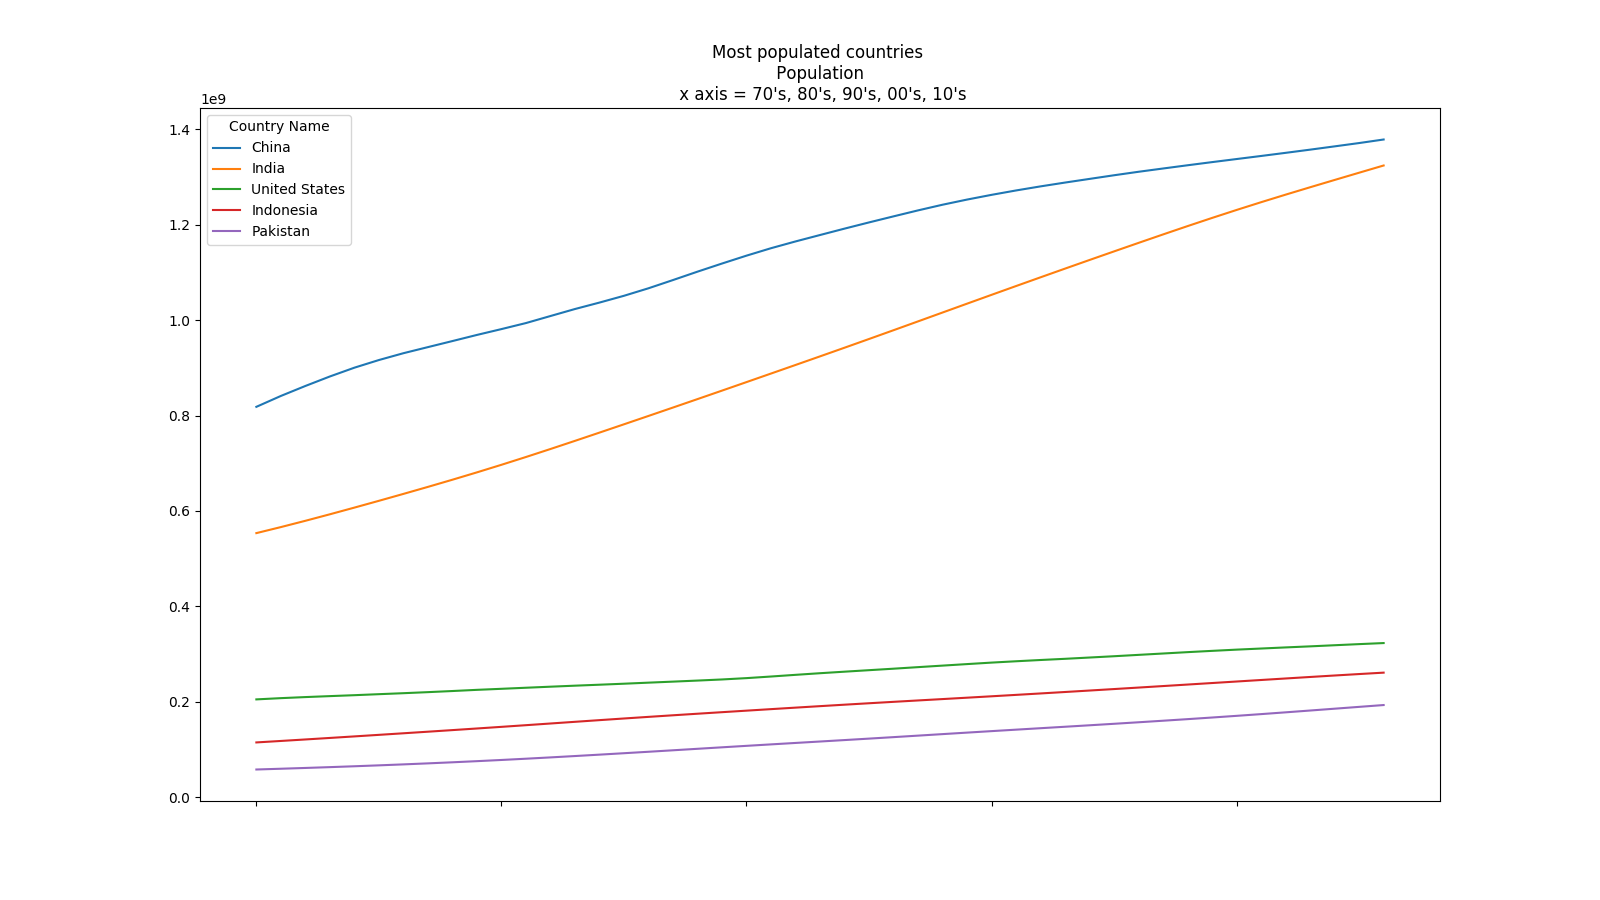 Most populated countries
Population
x axis = 70's, 80's, 90's, 00's, 10's
1e9
Country Name
China
India
United States
Indonesia
Pakistan
1.4
1.2
1.0
0.8
0.6
0.4
0.2
0.0